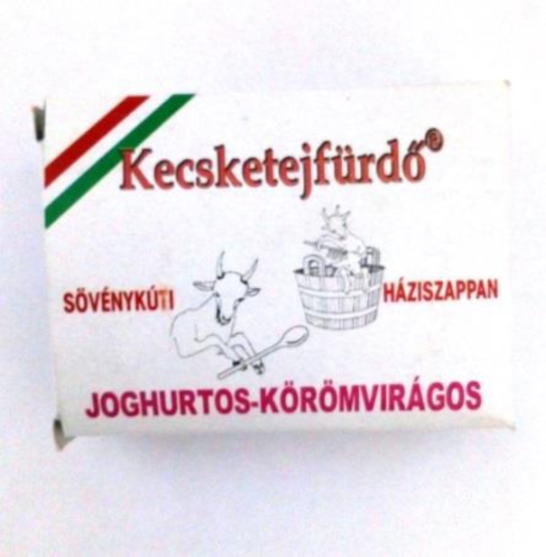 Kecsketejfürdő®
SÖVÉNYKÚTI
HÁZISZAPPAN
JOGHURTOS-KÖRÖMVIRÁGOS